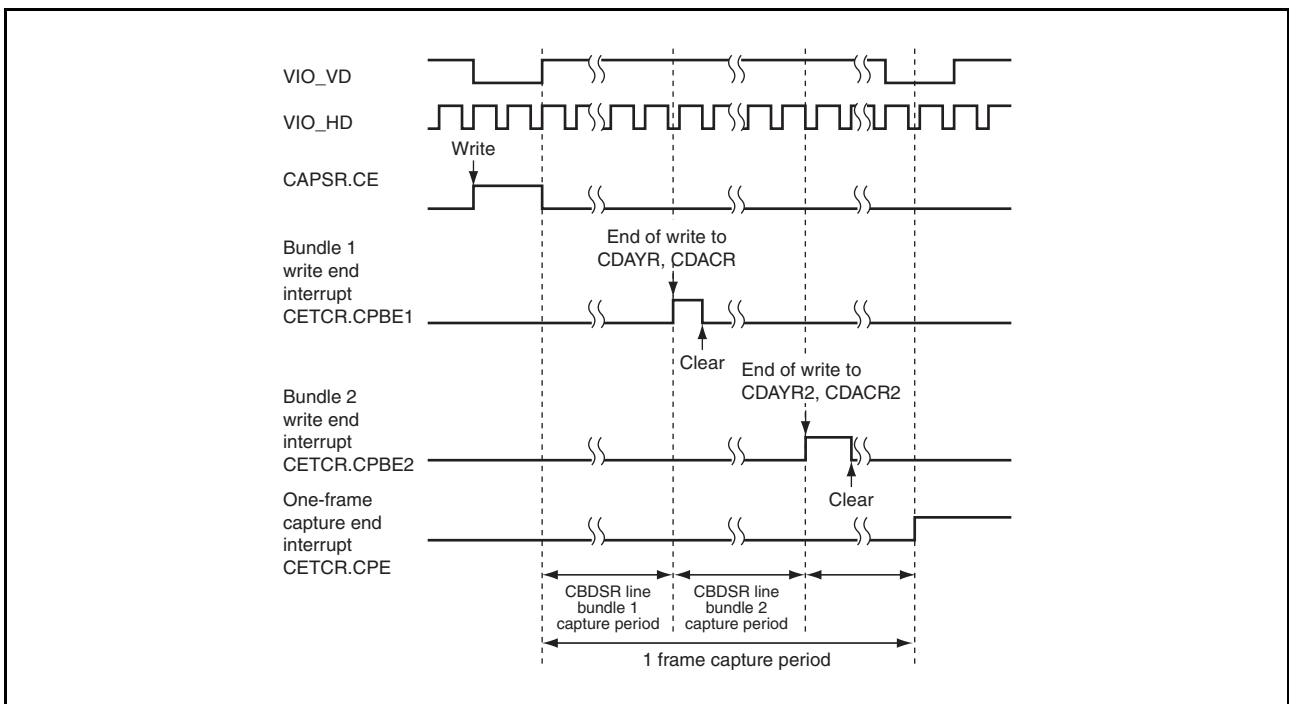 VIO_VD
VIO_HD
Write
CAPSR.CE
Bundle 1
write end
interrupt
CETCR.CPBE1
End of write to
CDAYR, CDACR
Clear
Bundle 2
write end
interrupt
CETCR.CPBE2
End of write to
CDAYR2, CDACR2
Clear
One-frame
capture end
interrupt
CETCR.CPE
CBDSR line
bundle 1
capture period
CBDSR line
bundle 2
capture period
1 frame capture period